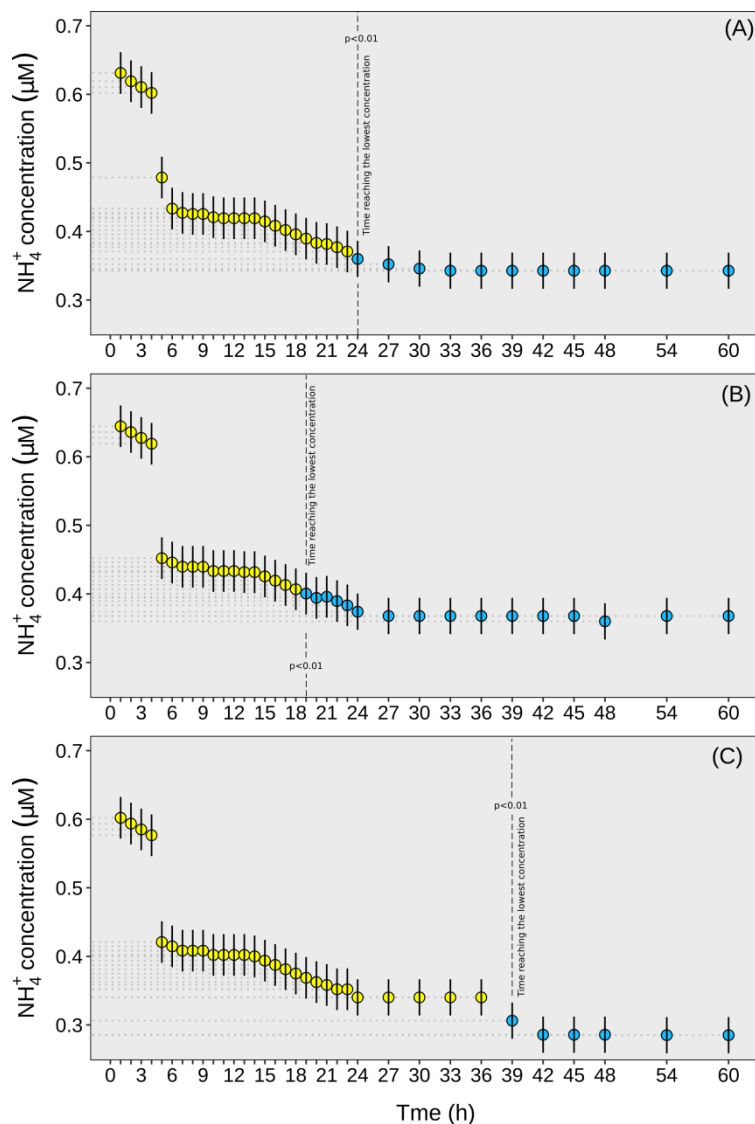 (A)
NH₄⁺ concentration (µM)
0.7
0.6
0.5
0.4
0.3
p<0.01
Time reaching the lowest concentration
0 3 6 9 12 15 18 21 24 27 30 33 36 39 42 45 48 54 60
(B)
NH₄⁺ concentration (µM)
0.7
0.6
0.5
0.4
0.3
Time reaching the lowest concentration
p<0.01
0 3 6 9 12 15 18 21 24 27 30 33 36 39 42 45 48 54 60
(C)
NH₄⁺ concentration (µM)
0.7
0.6
0.5
0.4
0.3
p<0.01
Time reaching the lowest concentration
0 3 6 9 12 15 18 21 24 27 30 33 36 39 42 45 48 54 60
Tme (h)